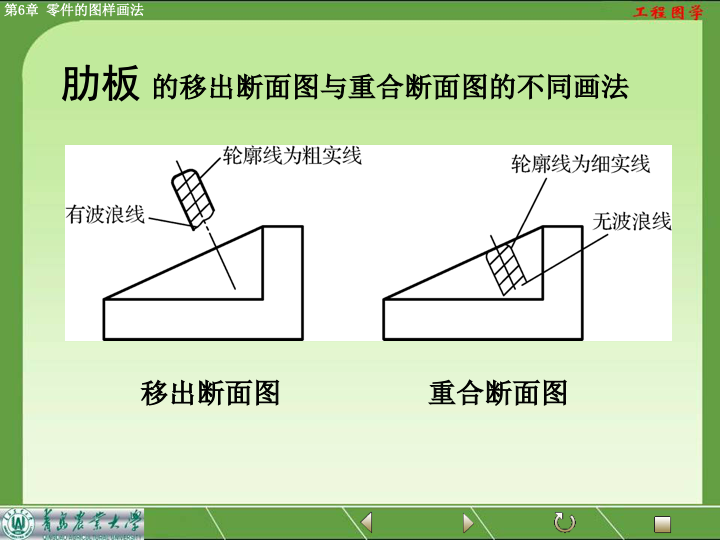 第6章 零件的图样画法
工程图学
肋板 的移出断面图与重合断面图的不同画法
轮廓线为粗实线
有波浪线
轮廓线为细实线
无波浪线
移出断面图
重合断面图
青岛农业大学